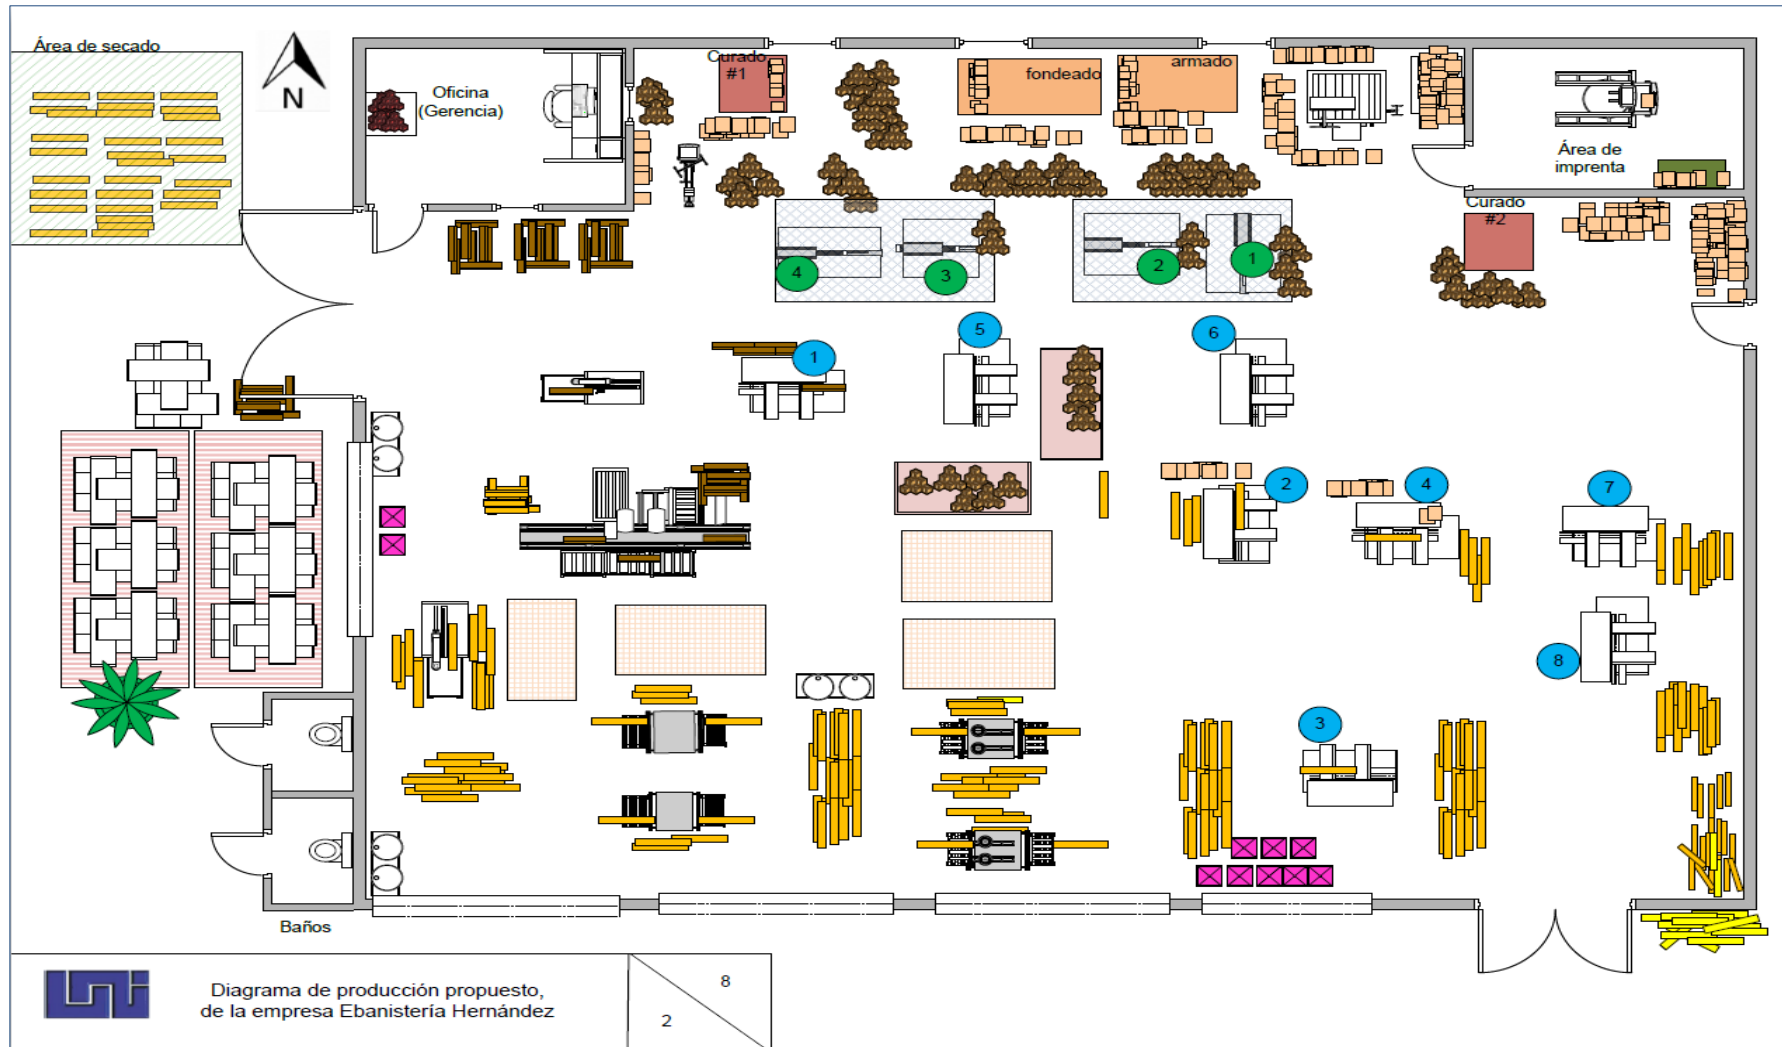 Área de secado
N
Oficina
(Gerencia)
Curado
#1
fondeado
armado
Área de
imprenta
Curado
#2
4
3
2
1
1
5
6
2
4
7
8
3
Baños
Diagrama de producción propuesto,
de la empresa Ebanistería Hernández
8
2